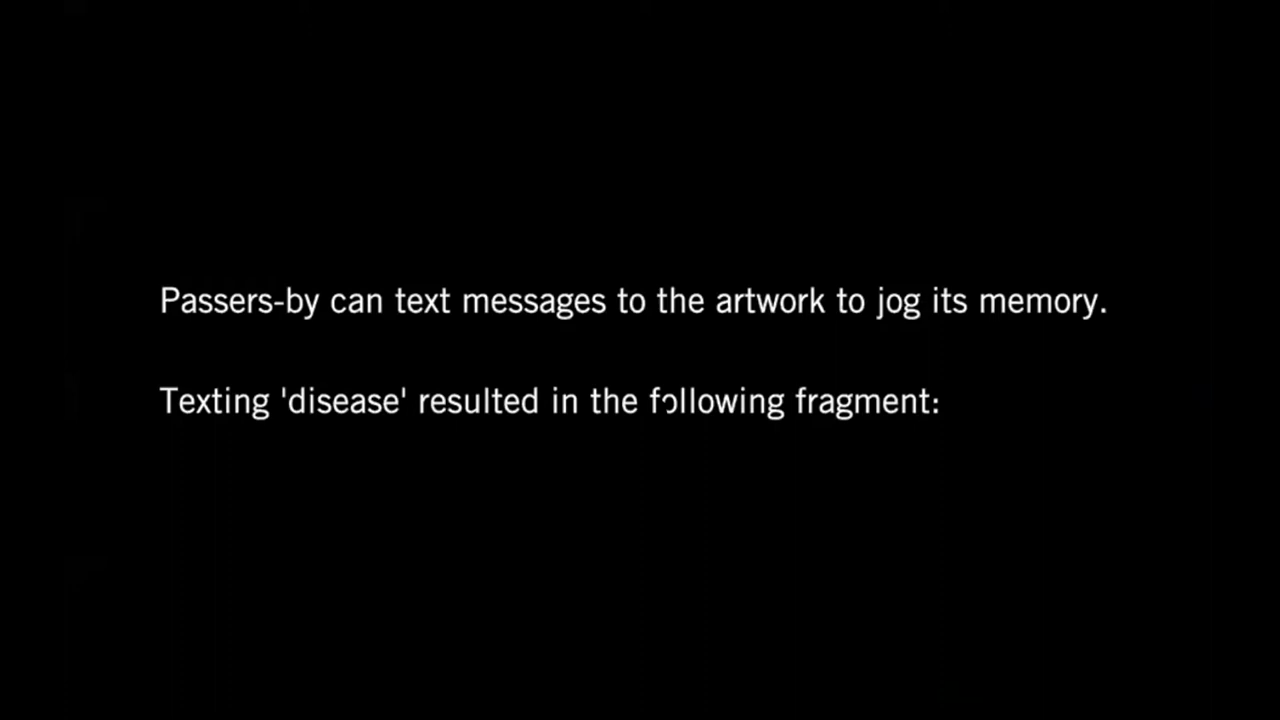 Passers-by can text messages to the artwork to jog its memory.
Texting 'disease' resulted in the following fragment: